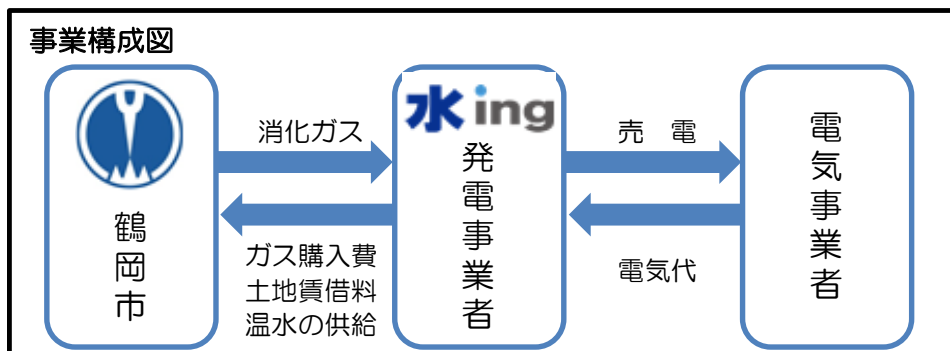 事業構成図
鶴岡市
消化ガス
ガス購入費
土地賃借料
温水の供給
水ing
発電事業者
売　電
電気代
電気事業者